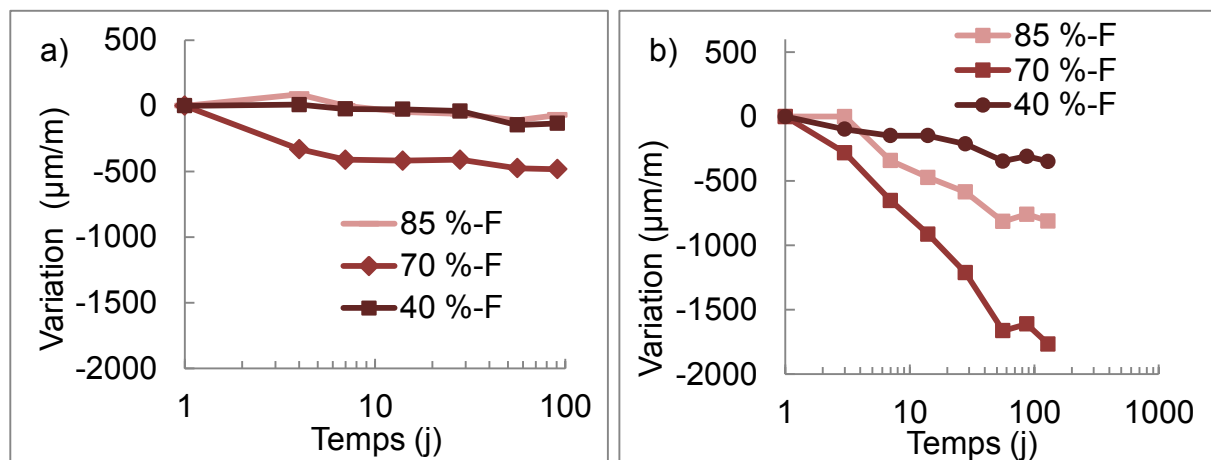 a)
Variation (µm/m)
500
0
-500
-1000
-1500
-2000
85 %-F
70 %-F
40 %-F
1
10
100
Temps (j)
b)
Variation (µm/m)
500
0
-500
-1000
-1500
-2000
85 %-F
70 %-F
40 %-F
1
10
100
1000
Temps (j)